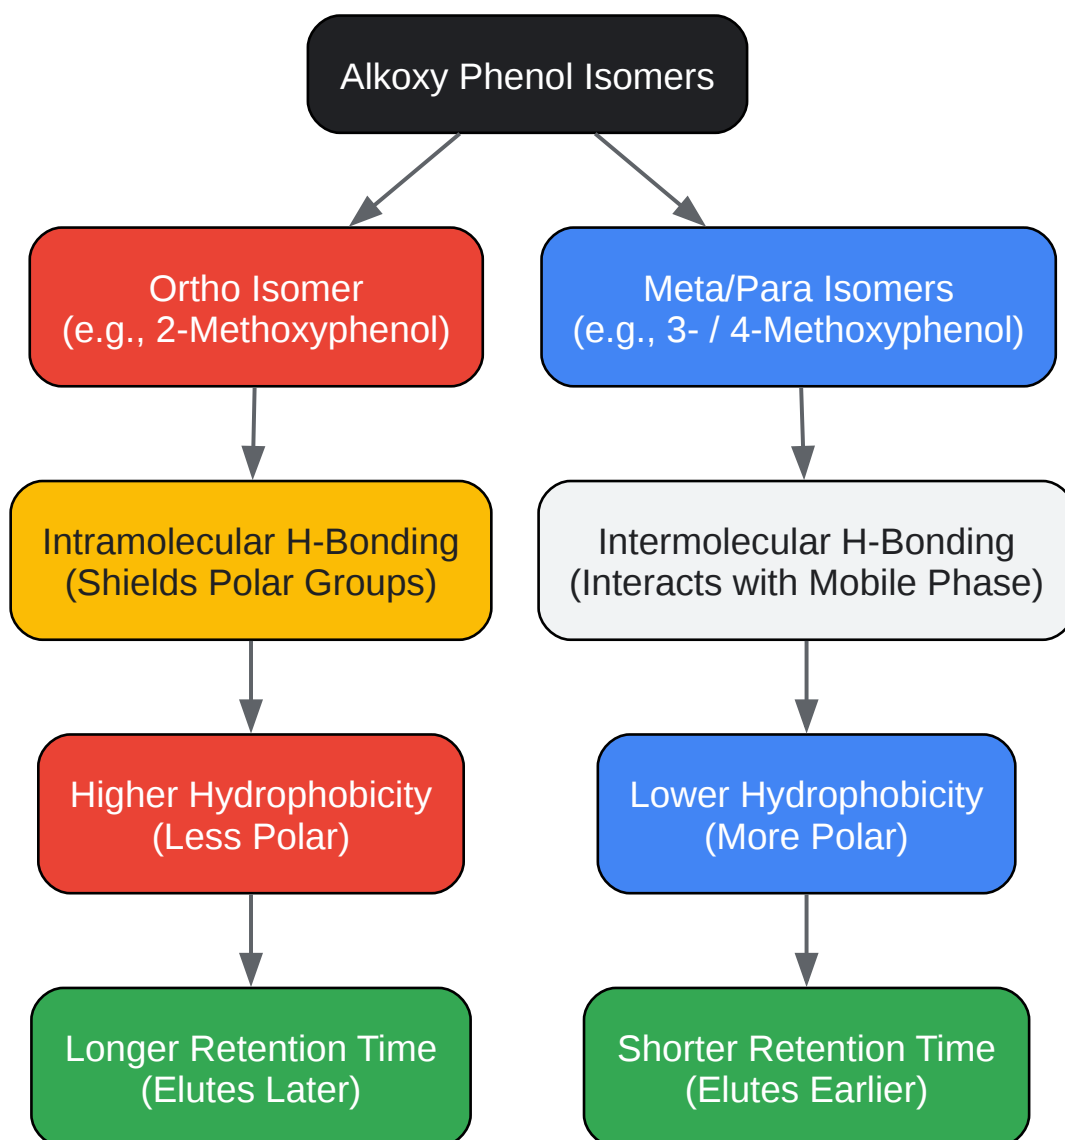 Alkoxy Phenol Isomers
Ortho Isomer
(e.g., 2-Methoxyphenol)
Meta/Para Isomers
(e.g., 3- / 4-Methoxyphenol)
Intramolecular H-Bonding
(Shields Polar Groups)
Intermolecular H-Bonding
(Interacts with Mobile Phase)
Higher Hydrophobicity
(Less Polar)
Lower Hydrophobicity
(More Polar)
Longer Retention Time
(Elutes Later)
Shorter Retention Time
(Elutes Earlier)